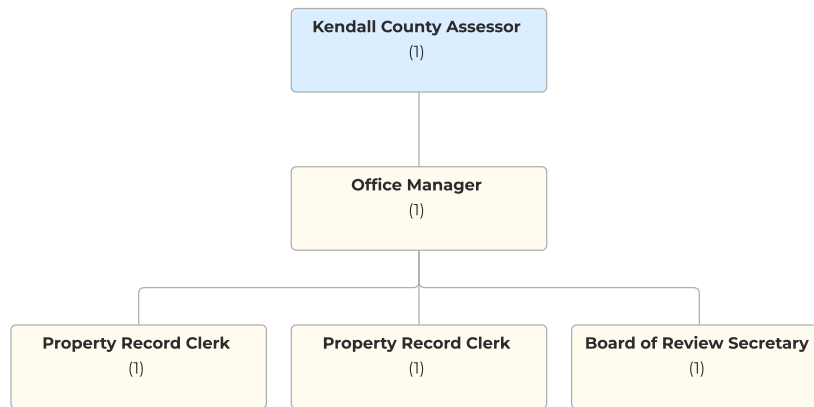 Kendall County Assessor
(1)
Office Manager
(1)
Property Record Clerk
(1)
Property Record Clerk
(1)
Board of Review Secretary
(1)